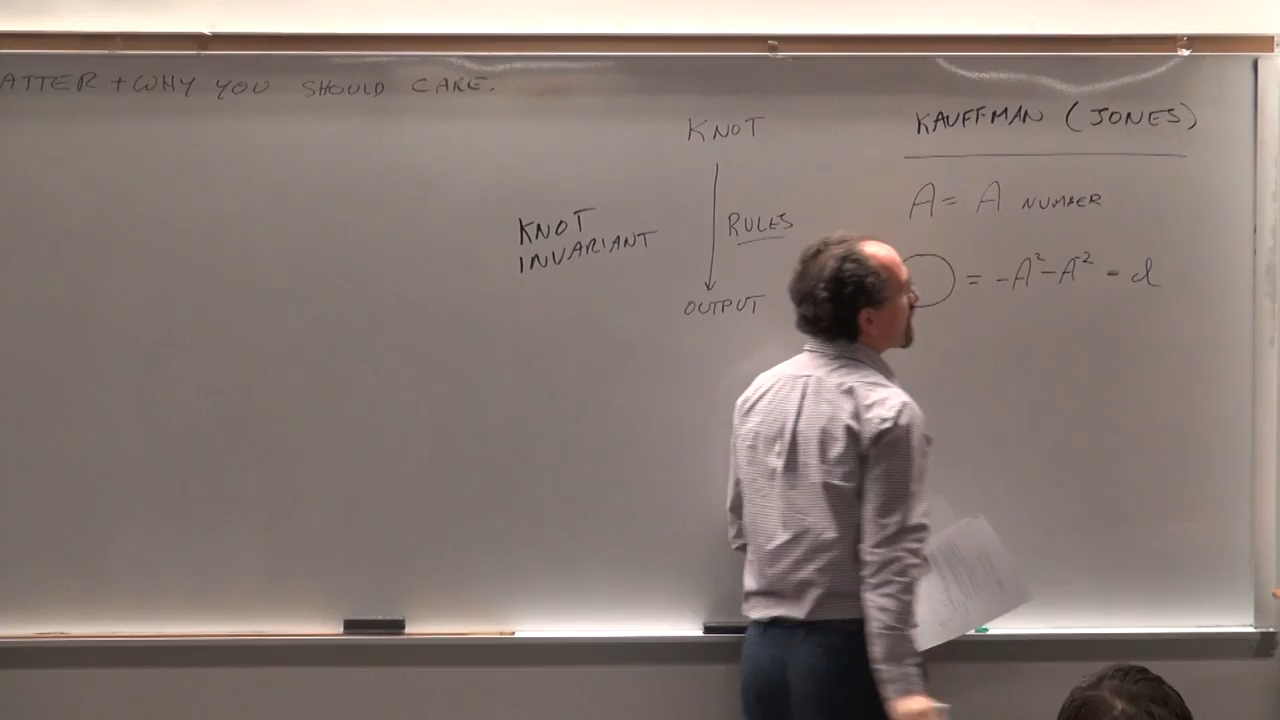 ATTER + WHY YOU SHOULD CARE.
KNOT
RULES
OUTPUT
KNOT
INVARIANT
KAUFFMAN (JONES)
A = A NUMBER
= -A² - A⁻² = d